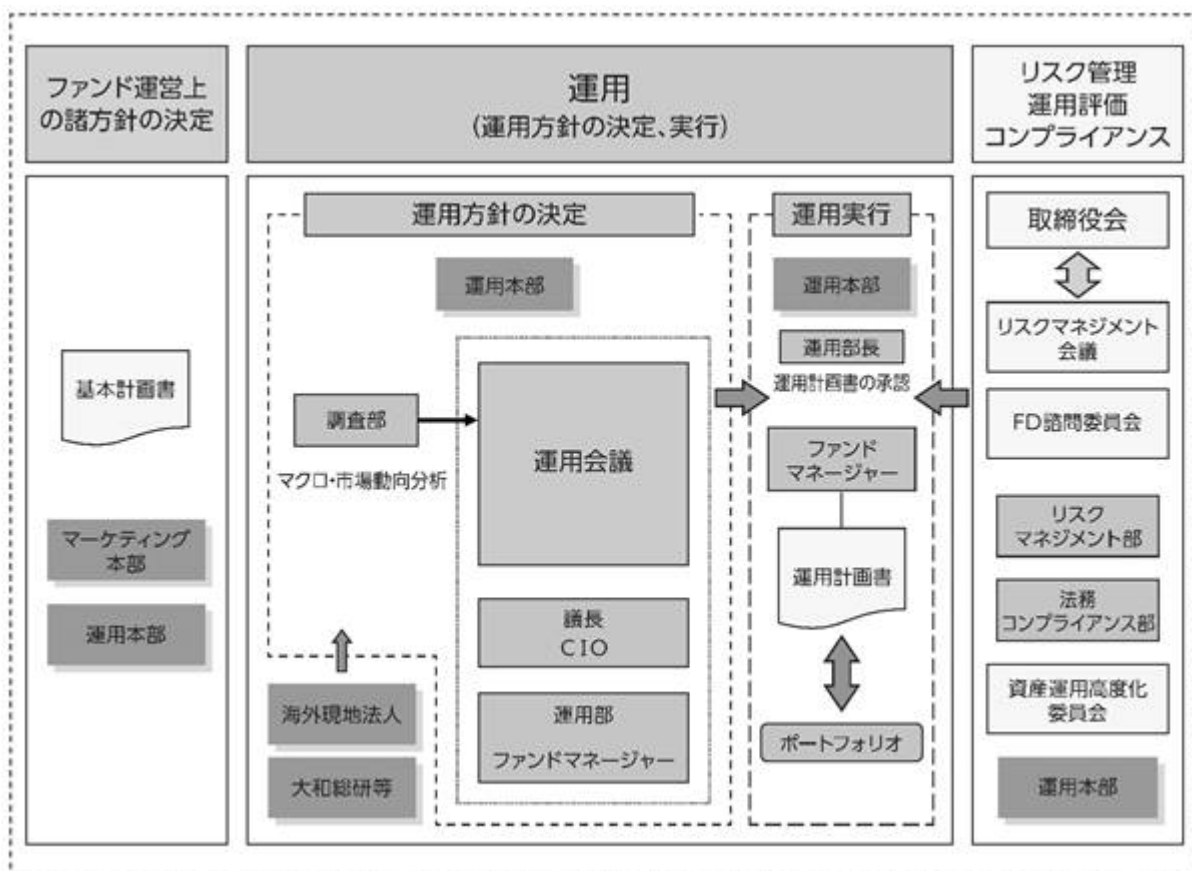 ファンド運営上
の諸方針の決定
基本計画書
マーケティング
本部
運用本部
運用
(運用方針の決定、実行)
運用方針の決定
運用本部
調査部
マクロ・市場動向分析
運用会議
議長
CIO
運用部
ファンドマネージャー
海外現地法人
大和総研等
運用実行
運用本部
運用部長
運用計画書の承認
ファンド
マネージャー
運用計画書
ポートフォリオ
リスク管理
運用評価
コンプライアンス
取締役会
リスクマネジメント
会議
FD諮問委員会
リスク
マネジメント部
法務
コンプライアンス部
資産運用高度化
委員会
運用本部